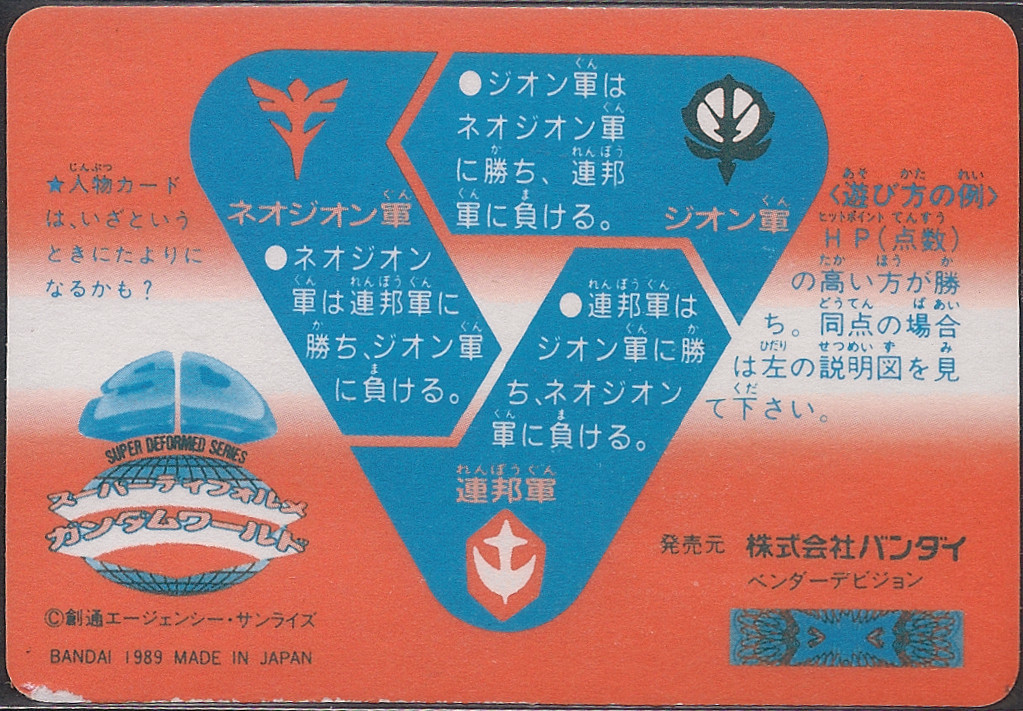 ●ジオン軍は
ネオジオン軍
に勝ち、連邦
軍に負ける。
ジオン軍
ネオジオン軍
●ネオジオン
軍は連邦軍に
勝ち、ジオン軍
に負ける。
●連邦軍は
ジオン軍に勝
ち、ネオジオン
軍に負ける。
連邦軍
★人物カード
は、いざという
ときにたよりに
なるかも？
〈遊び方の例〉
HP(点数)
の高い方が勝
ち。同点の場合
は左の説明図を見
て下さい。
SUPER DEFORMED SERIES
スーパーディフォルメ
ガンダムワールド
©創通エージェンシー・サンライズ
BANDAI 1989 MADE IN JAPAN
発売元 株式会社バンダイ
ベンダーデビジョン